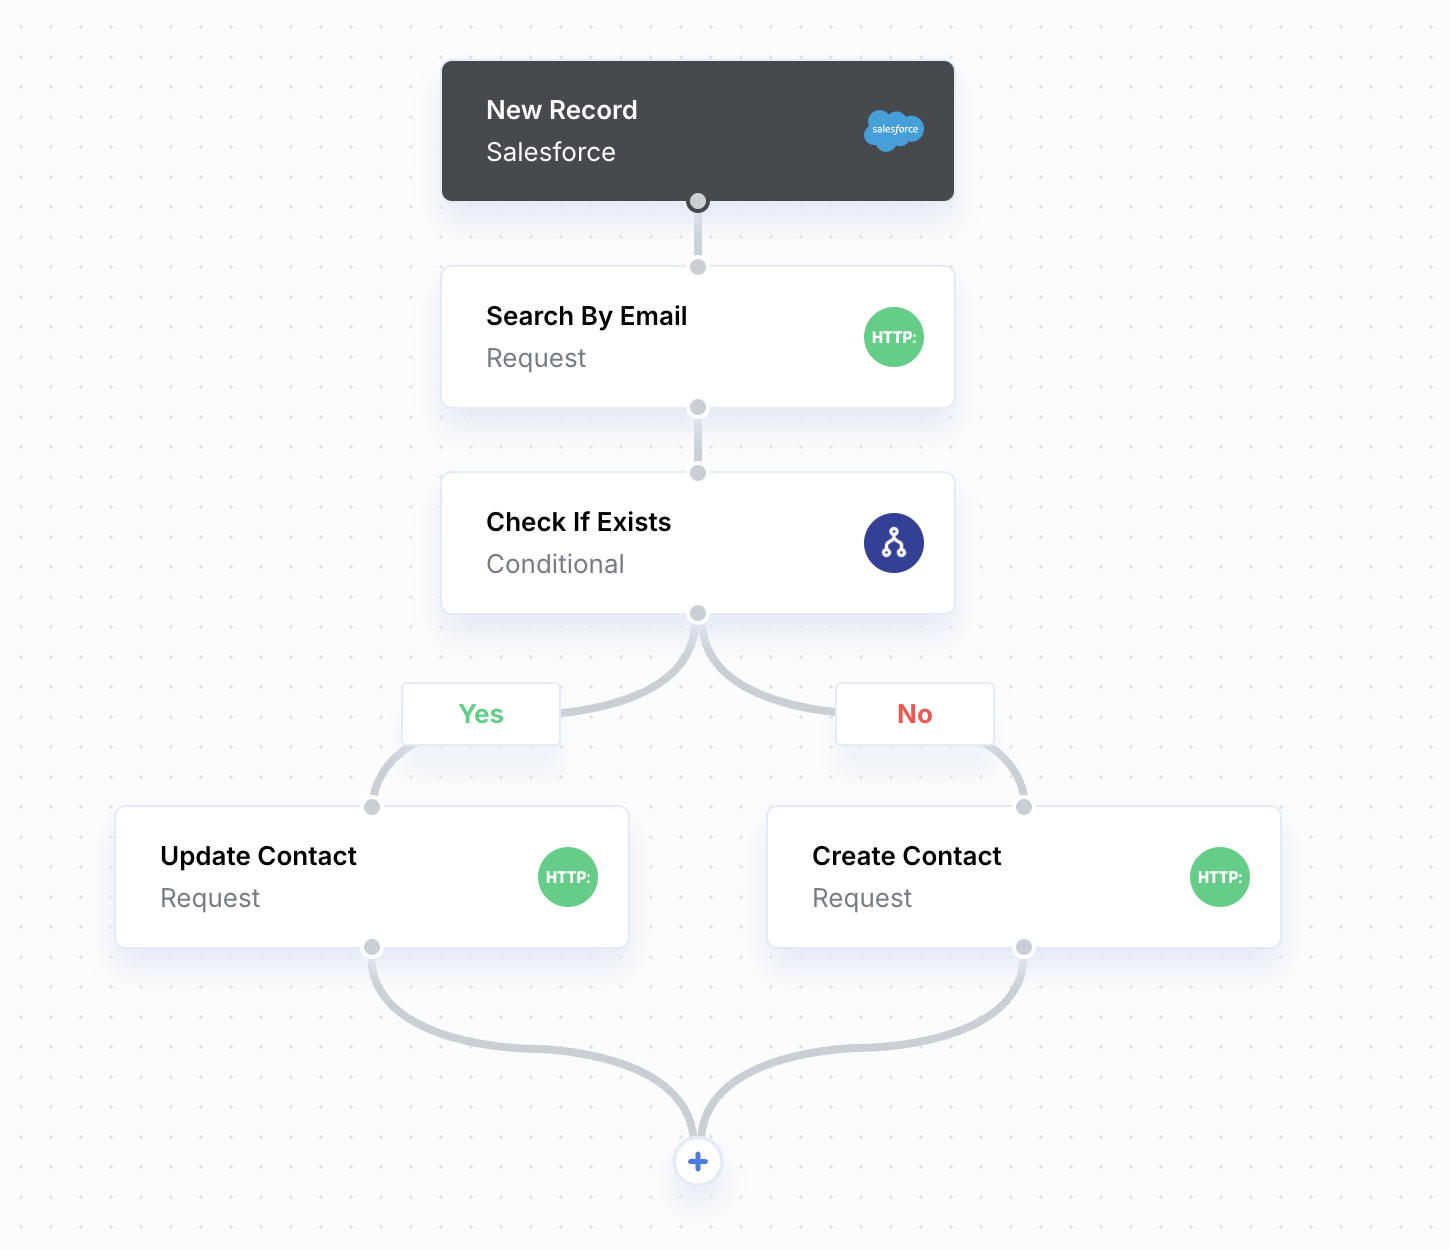 New Record
Salesforce
salesforce
Search By Email
Request
HTTP:
Check If Exists
Conditional
Yes
No
Update Contact
Request
HTTP:
Create Contact
Request
HTTP: